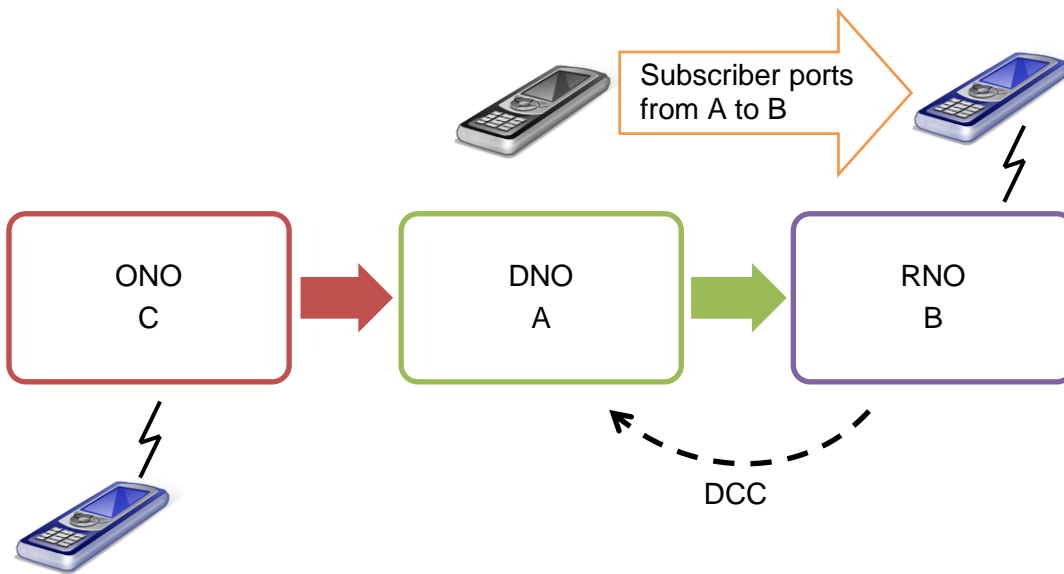 Subscriber ports
from A to B
ONO
C
DNO
A
RNO
B
DCC